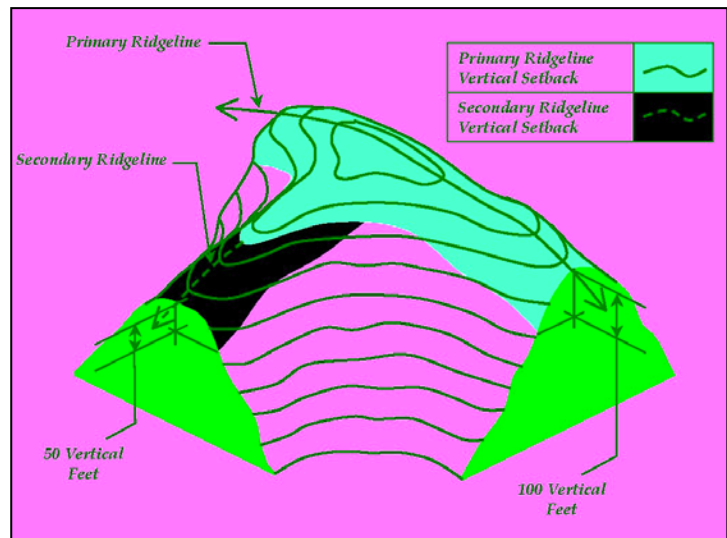 Primary Ridgeline
Primary Ridgeline
Vertical Setback
Secondary Ridgeline
Vertical Setback
Secondary Ridgeline
50 Vertical
Feet
100 Vertical
Feet